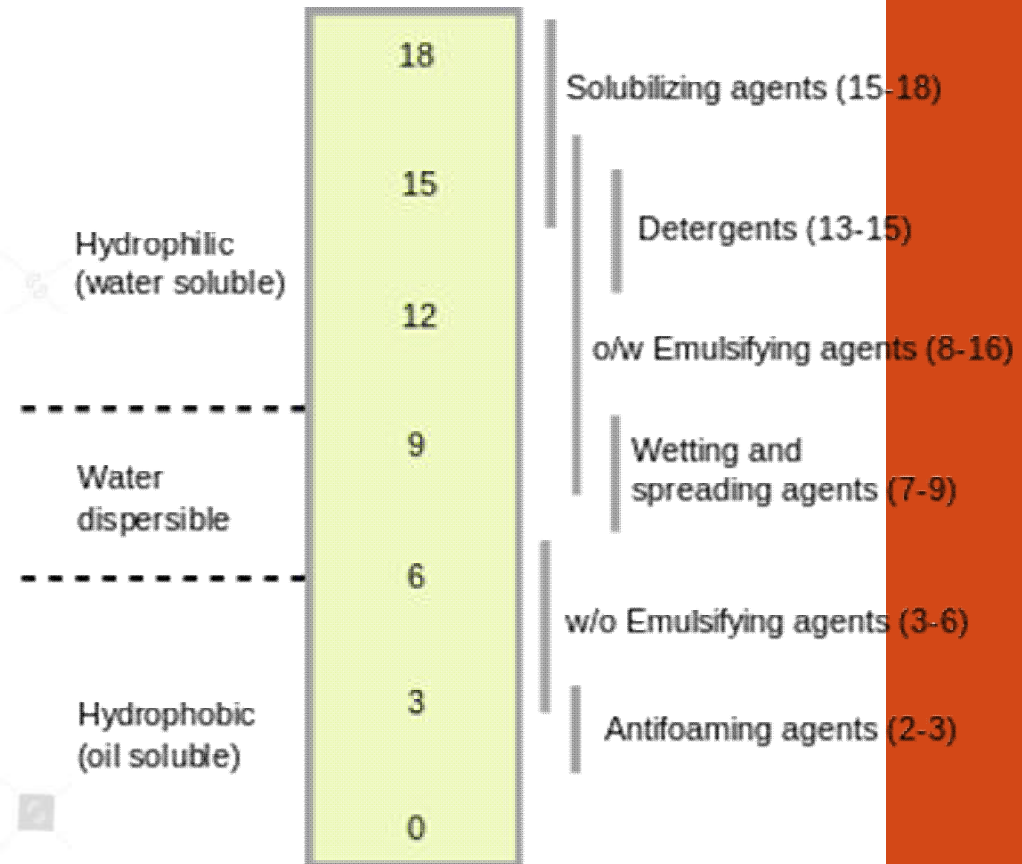 18
Solubilizing agents (15-18)
15
Detergents (13-15)
Hydrophilic
(water soluble)
12
o/w Emulsifying agents (8-16)
9
Wetting and
spreading agents (7-9)
Water
dispersible
6
w/o Emulsifying agents (3-6)
3
Hydrophobic
(oil soluble)
Antifoaming agents (2-3)
0